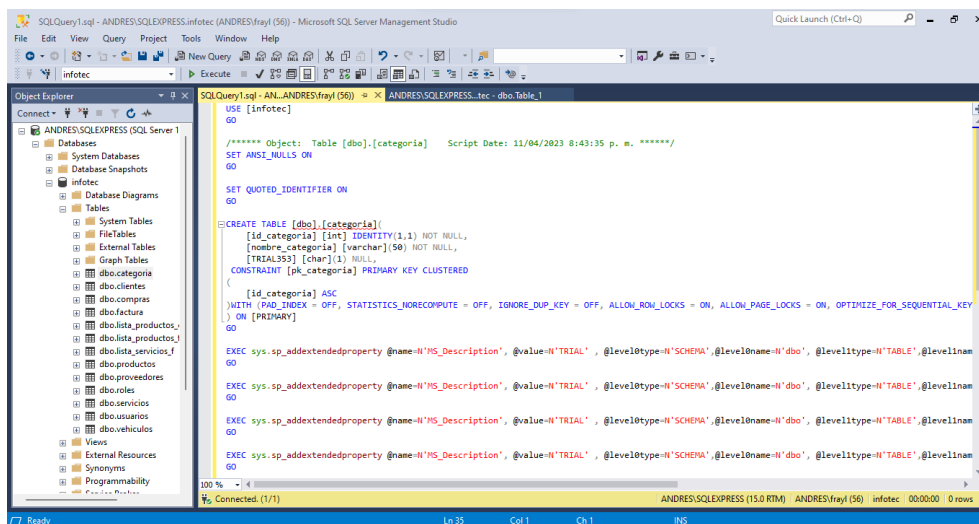 SQLQuery1.sql - ANDRES\SQLEXPRESS.infotec (ANDRES\frayl (56)) - Microsoft SQL Server Management Studio
Quick Launch (Ctrl+Q)
File Edit View Query Project Tools Window Help
New Query
infotec
Execute
Object Explorer
SQLQuery1.sql - AN...ANDRES\frayl (56))
ANDRES\SQLEXPRESS...tec - dbo.Table_1
Connect
ANDRES\SQLEXPRESS (SQL Server 1
Databases
System Databases
Database Snapshots
infotec
Database Diagrams
Tables
System Tables
FileTables
External Tables
Graph Tables
dbo.categoria
dbo.clientes
dbo.compras
dbo.factura
dbo.lista_productos_
dbo.lista_productos_f
dbo.lista_servicios_f
dbo.productos
dbo.proveedores
dbo.roles
dbo.servicios
dbo.usuarios
dbo.vehiculos
Views
External Resources
Synonyms
Programmability
Service Broker
USE [infotec]
GO
/****** Object: Table [dbo].[categoria] Script Date: 11/04/2023 8:43:35 p. m. ******/
SET ANSI_NULLS ON
GO
SET QUOTED_IDENTIFIER ON
GO
CREATE TABLE [dbo].[categoria](
[id_categoria] [int] IDENTITY(1,1) NOT NULL,
[nombre_categoria] [varchar](50) NOT NULL,
[TRIAL353] [char](1) NULL,
CONSTRAINT [pk_categoria] PRIMARY KEY CLUSTERED
(
[id_categoria] ASC
)WITH (PAD_INDEX = OFF, STATISTICS_NORECOMPUTE = OFF, IGNORE_DUP_KEY = OFF, ALLOW_ROW_LOCKS = ON, ALLOW_PAGE_LOCKS = ON, OPTIMIZE_FOR_SEQUENTIAL_KEY
) ON [PRIMARY]
GO
EXEC sys.sp_addextendedproperty @name=N'MS_Description', @value=N'TRIAL' , @level0type=N'SCHEMA',@level0name=N'dbo', @level1type=N'TABLE',@level1nam
GO
EXEC sys.sp_addextendedproperty @name=N'MS_Description', @value=N'TRIAL' , @level0type=N'SCHEMA',@level0name=N'dbo', @level1type=N'TABLE',@level1nam
GO
EXEC sys.sp_addextendedproperty @name=N'MS_Description', @value=N'TRIAL' , @level0type=N'SCHEMA',@level0name=N'dbo', @level1type=N'TABLE',@level1nam
GO
EXEC sys.sp_addextendedproperty @name=N'MS_Description', @value=N'TRIAL' , @level0type=N'SCHEMA',@level0name=N'dbo', @level1type=N'TABLE',@level1nam
GO
100 %
Connected. (1/1)
ANDRES\SQLEXPRESS (15.0 RTM) ANDRES\frayl (56) infotec 00:00:00 0 rows
Ready Ln 35 Col 1 Ch 1 INS